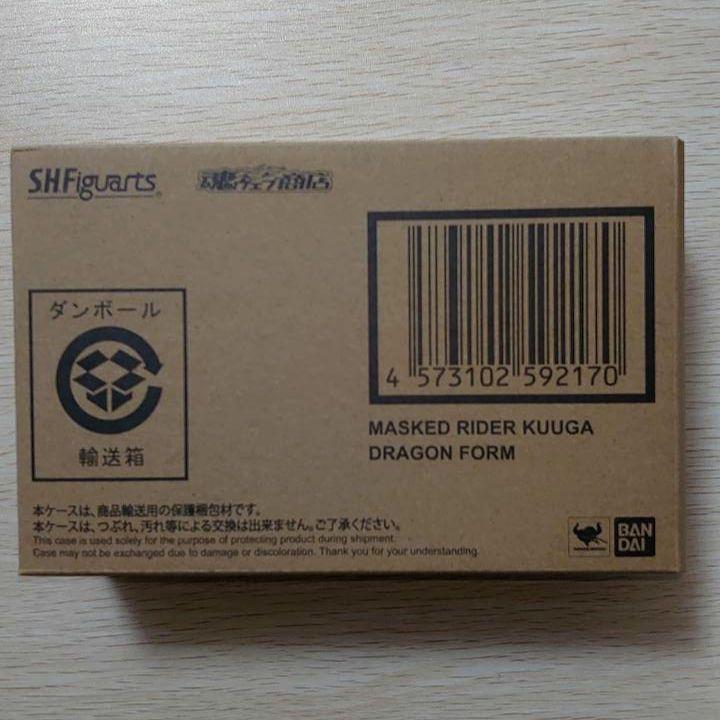 S.H.Figuarts
魂ウェブ商店
ダンボール
輸送箱
4 573102 592170
MASKED RIDER KUUGA
DRAGON FORM
本ケースは、商品輸送用の保護梱包材です。
本ケースは、つぶれ、汚れ等による交換は出来ません。ご了承ください。
This case is used solely for the purpose of protecting product during shipment.
Case may not be exchanged due to damage or discoloration. Thank you for your understanding.
BAN
DAI